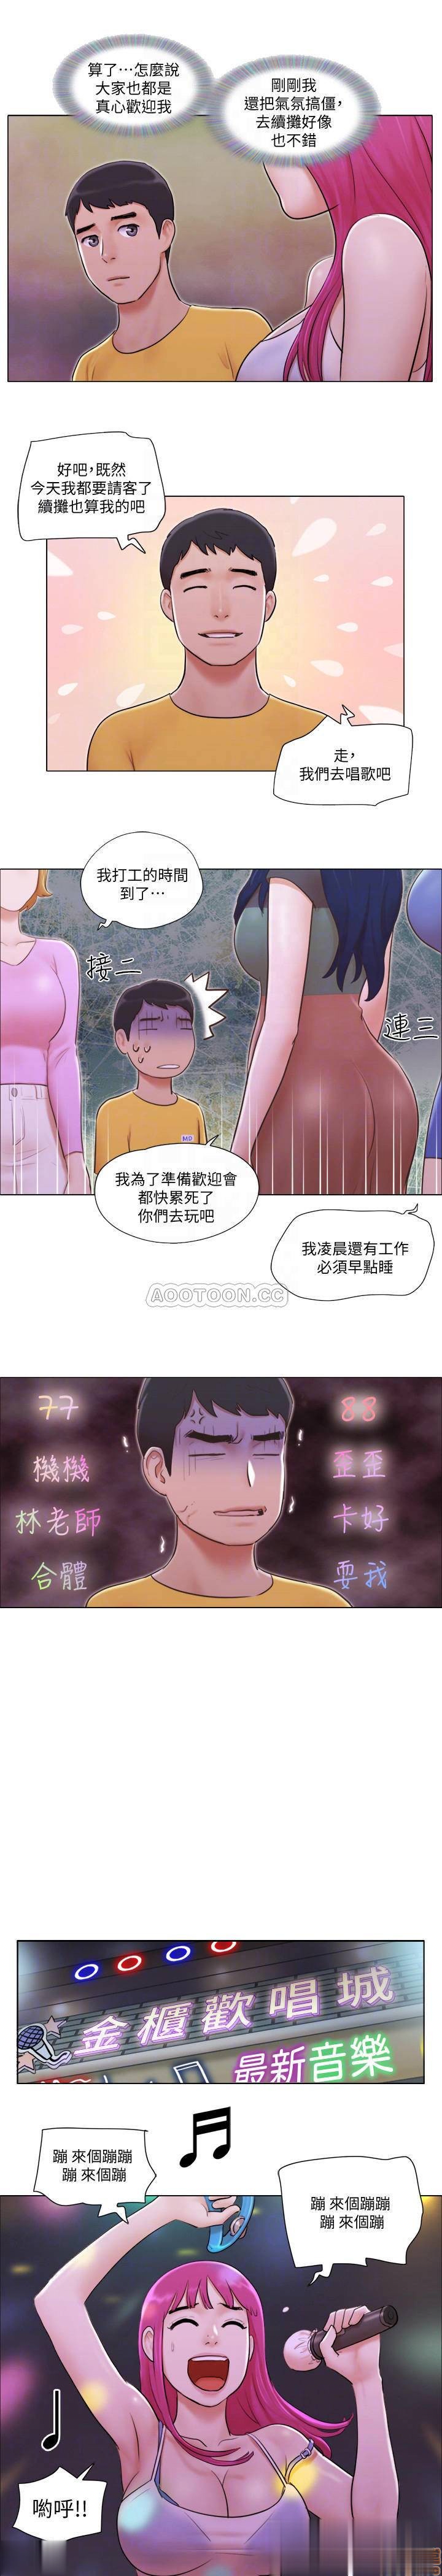 算了…怎麼說
大家也都是
真心歡迎我
剛剛我
還把氣氛搞僵，
去續攤好像
也不錯
好吧，既然
今天我都要請客了
續攤也算我的吧
走，
我們去唱歌吧
我打工的時間
到了…
接二
連三
MD
我為了準備歡迎會
都快累死了
你們去玩吧
我凌晨還有工作
必須早點睡
AOOTOON.CC
77
機機
林老師
合體
88
歪歪
卡好
耍我
金櫃歡唱城
最新音樂
蹦 來個蹦蹦
蹦 來個蹦
蹦 來個蹦蹦
蹦 來個蹦
喲呼!!